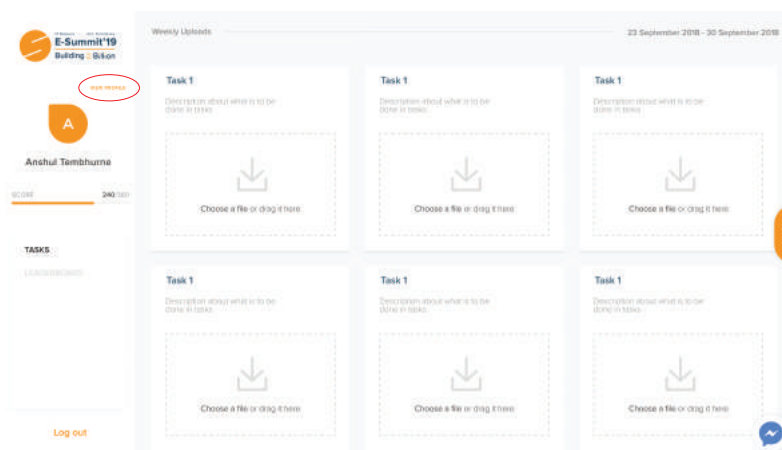 E-Summit'19
Building a Billion
VIEW PROFILE
A
Anshul Tembhurne
SCORE 240/500
TASKS
LEADERBOARD
Log out
Weekly Uploads
23 September 2018 - 30 September 2018
Task 1
Description about what is to be
done in tasks
Choose a file or drag it here
Task 1
Description about what is to be
done in tasks
Choose a file or drag it here
Task 1
Description about what is to be
done in tasks
Choose a file or drag it here
Task 1
Description about what is to be
done in tasks
Choose a file or drag it here
Task 1
Description about what is to be
done in tasks
Choose a file or drag it here
Task 1
Description about what is to be
done in tasks
Choose a file or drag it here